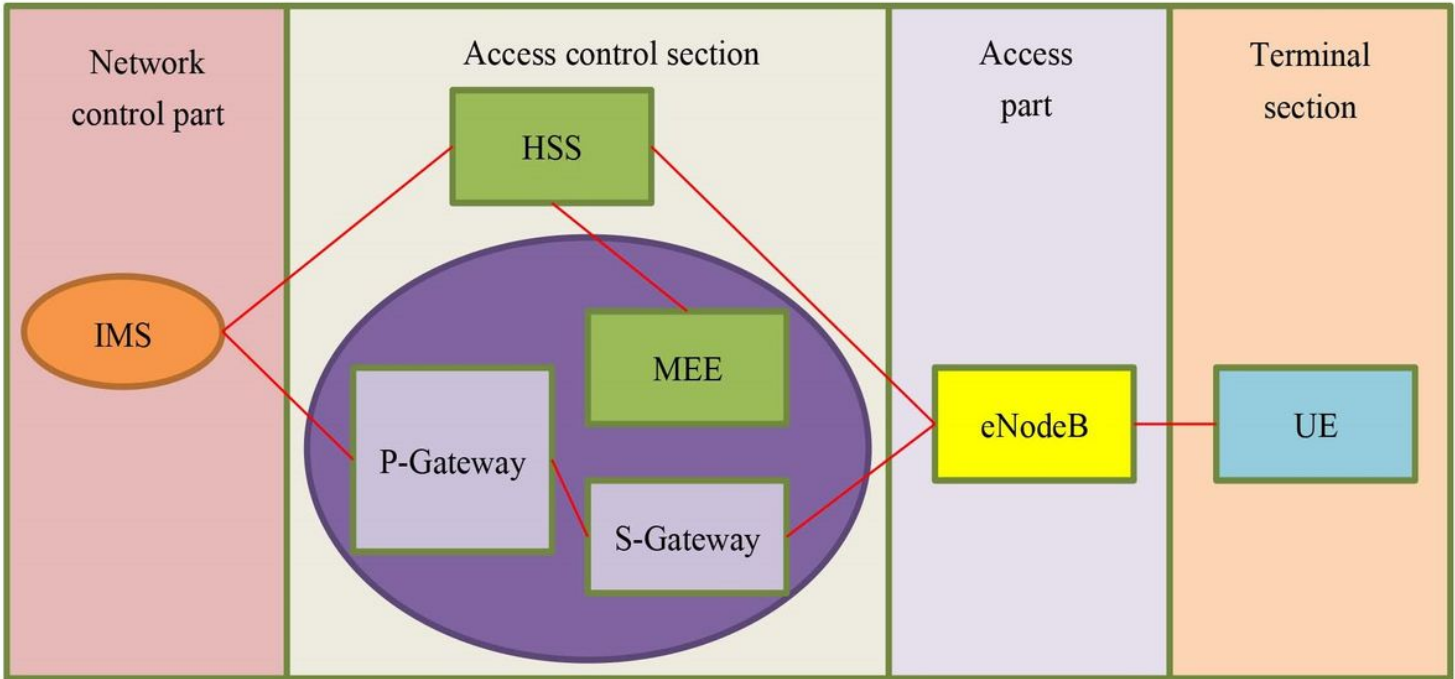 Network
control part
Access control section
Access
part
Terminal
section
HSS
IMS
MEE
P-Gateway
S-Gateway
eNodeB
UE